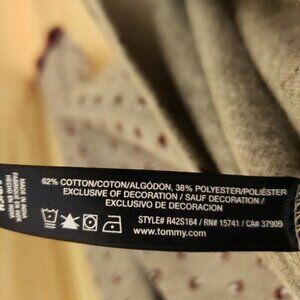 62% COTTON/COTON/ALGÓDON, 38% POLYESTER/POLIÉSTER
EXCLUSIVE OF DECORATION / SAUF DECORATION /
EXCLUSIVO DE DECORACION
STYLE# R42S164 / RN# 15741 / CA# 37909
www.tommy.com